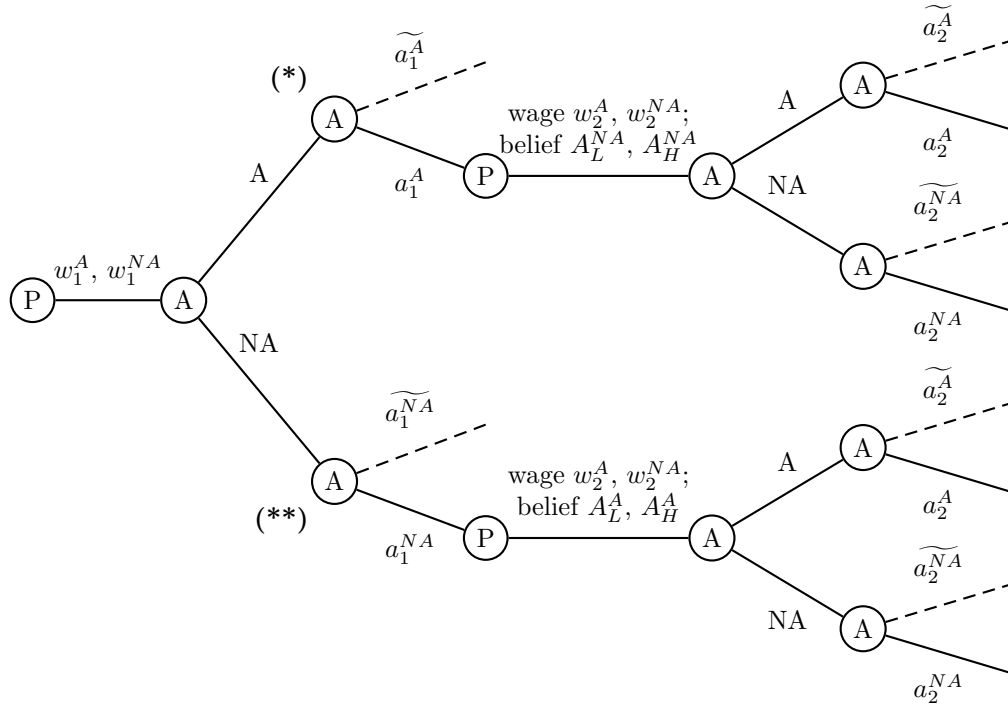 $\widetilde{a_1^A}$
$\widetilde{a_2^A}$
(*)
A
A
A
wage $w_2^A$, $w_2^{NA}$;
belief $A_L^{NA}$, $A_H^{NA}$
$a_2^A$
A
$a_1^A$
P
A
NA
$\widetilde{a_2^{NA}}$
A
$w_1^A$, $w_1^{NA}$
P
A
$a_2^{NA}$
NA
$\widetilde{a_1^{NA}}$
$\widetilde{a_2^A}$
A
A
A
wage $w_2^A$, $w_2^{NA}$;
belief $A_L^A$, $A_H^A$
$a_2^A$
(**)
$a_1^{NA}$
P
A
$\widetilde{a_2^{NA}}$
NA
A
$a_2^{NA}$